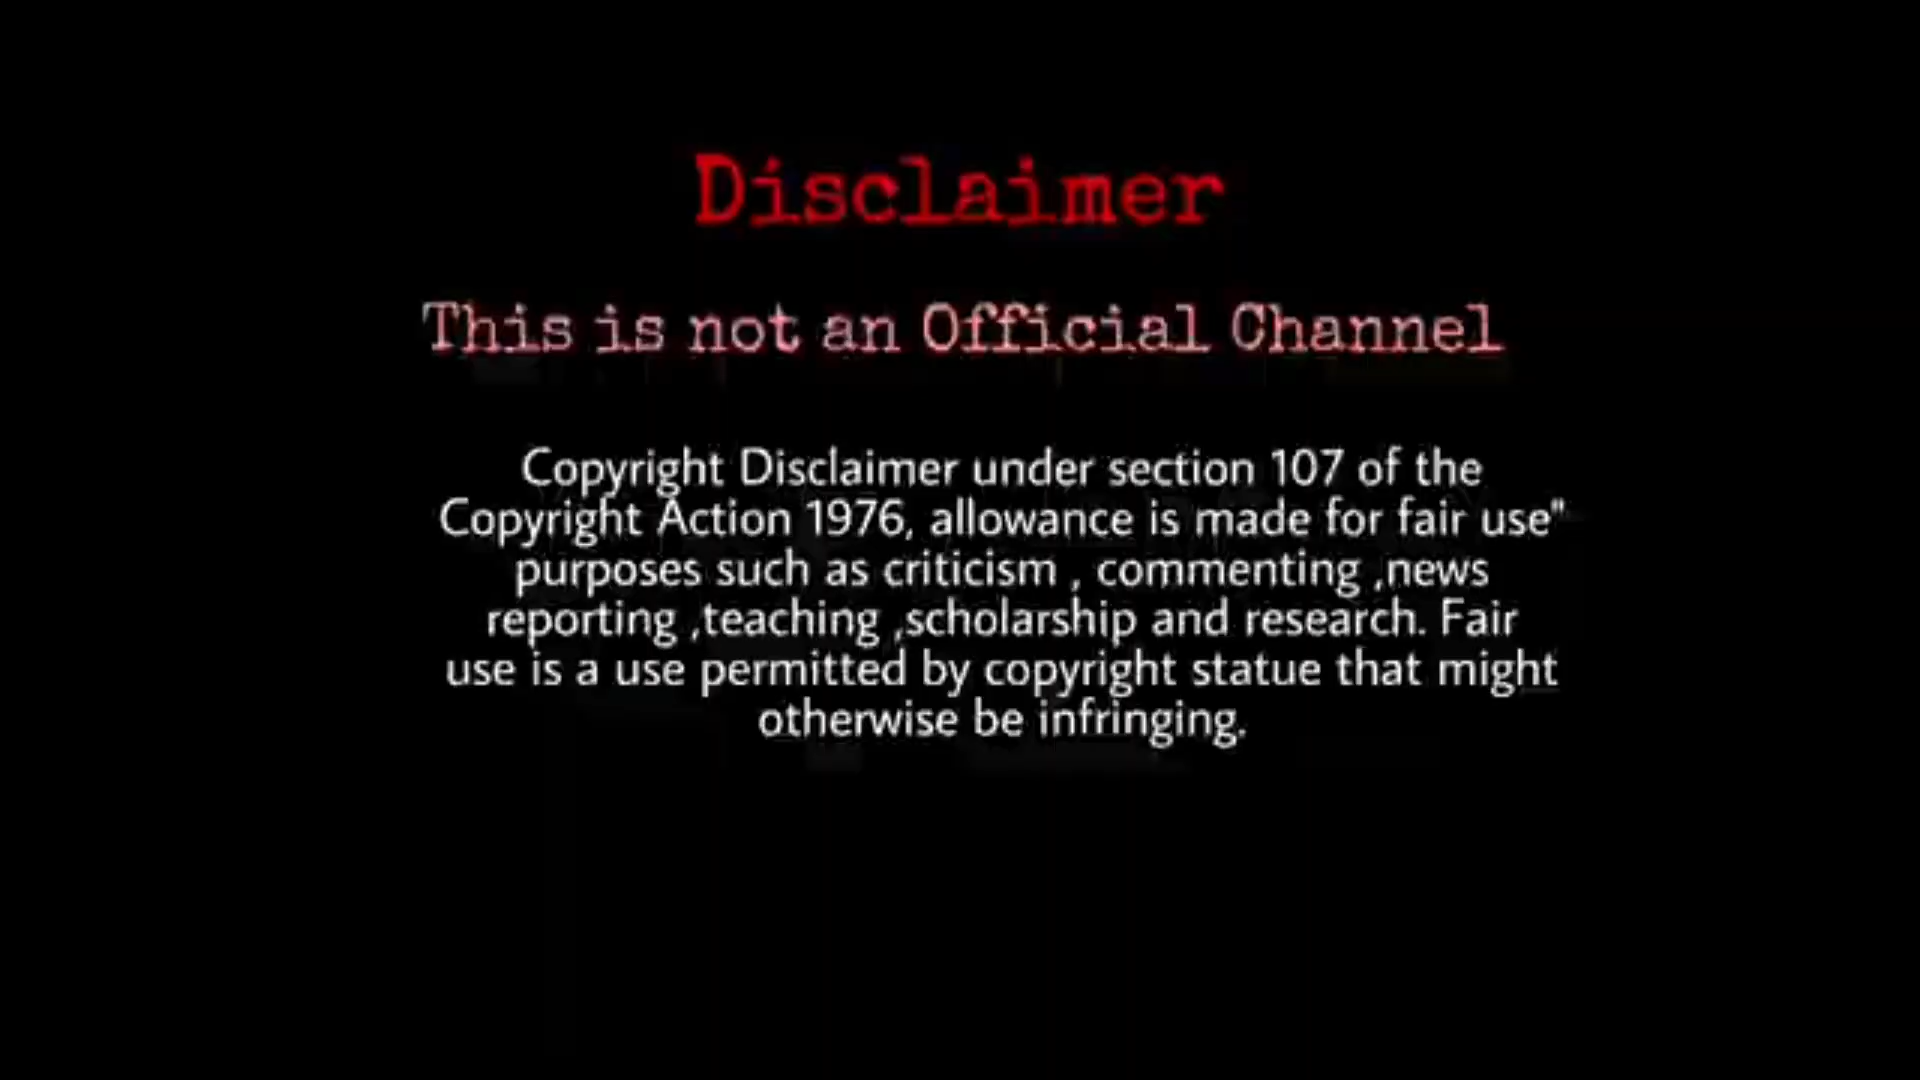 Disclaimer
This is not an Official Channel
Copyright Disclaimer under section 107 of the
Copyright Action 1976, allowance is made for fair use"
purposes such as criticism , commenting ,news
reporting ,teaching ,scholarship and research. Fair
use is a use permitted by copyright statue that might
otherwise be infringing.